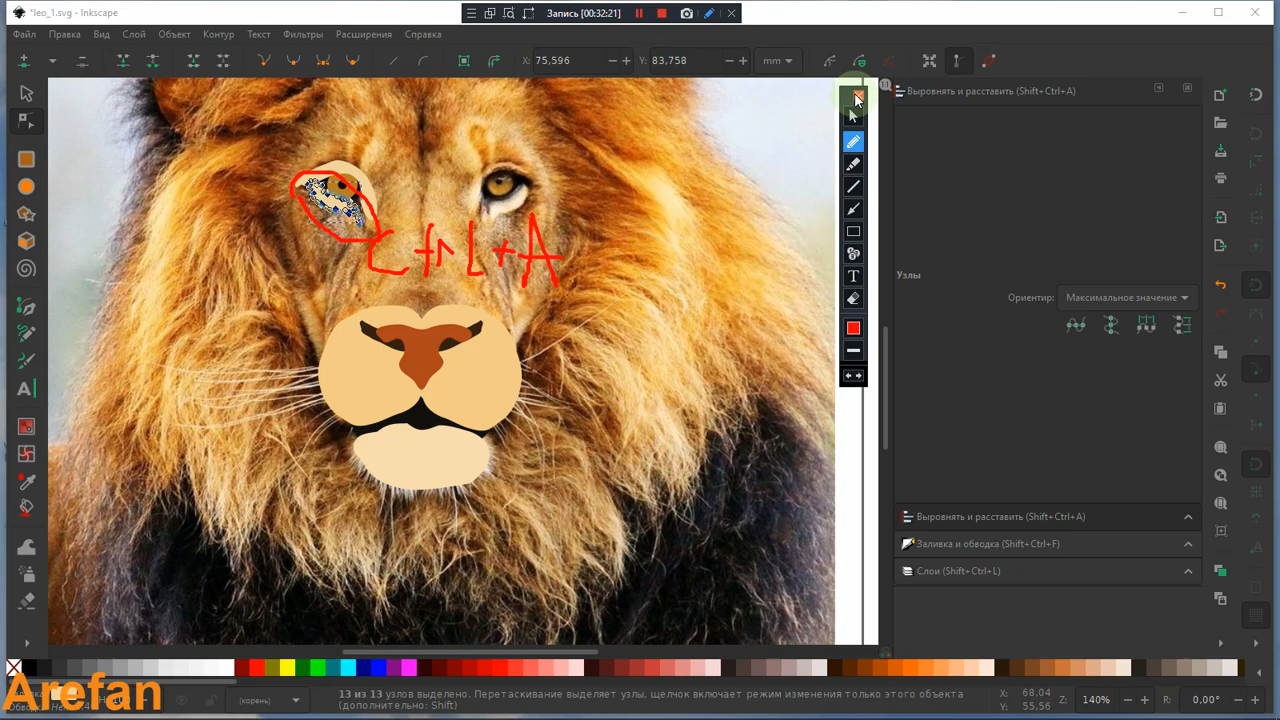 *leo_1.svg - Inkscape
Запись [00:32:21]
Файл Правка Вид Слой Объект Контур Текст Фильтры Расширения Справка
X: 75,596 Y: 83,758 mm
Выровнять и расставить (Shift+Ctrl+A)
CtrL+A
Узлы
Ориентир: Максимальное значение
Выровнять и расставить (Shift+Ctrl+A)
Заливка и обводка (Shift+Ctrl+F)
Слои (Shift+Ctrl+L)
Arefan
(корень)
13 из 13 узлов выделено. Перетаскивание выделяет узлы, щелчок включает режим изменения только этого объекта
(дополнительно: Shift)
X: 68,04
Y: 55,56
Z: 140%
R: 0,00°